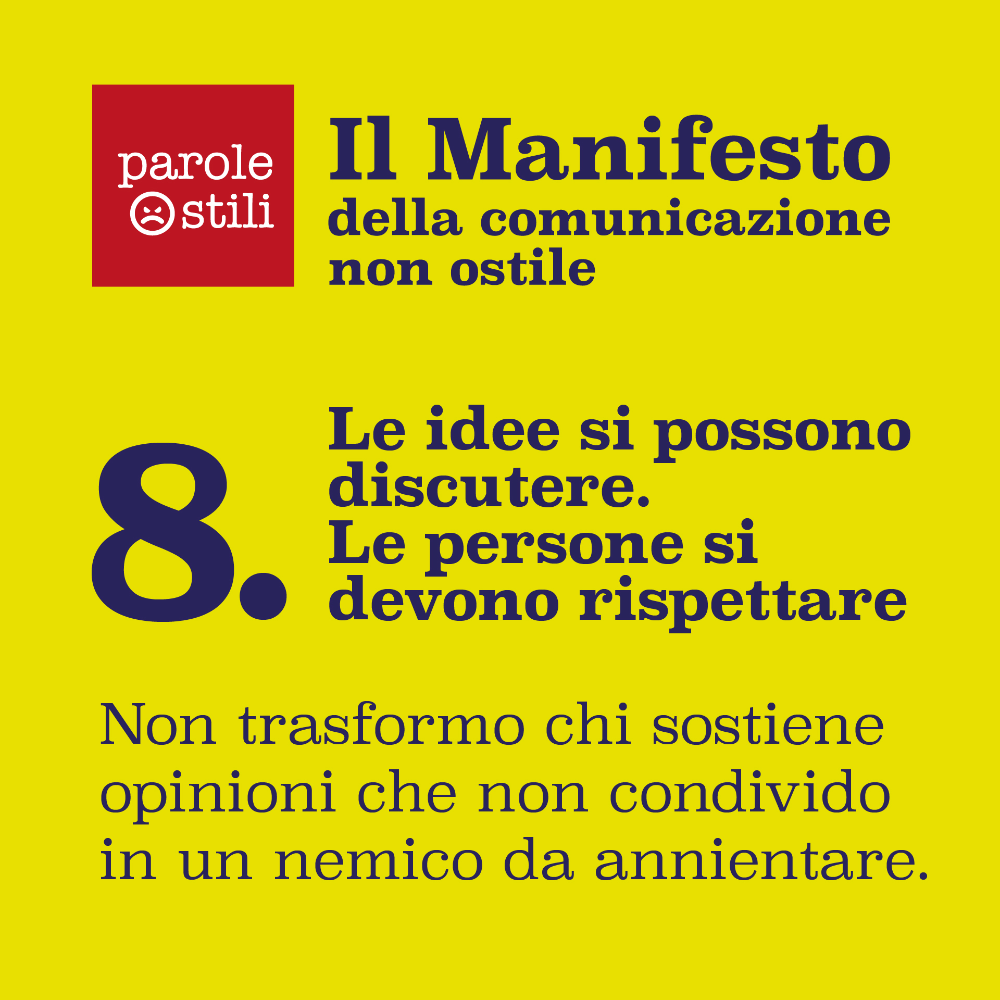 parole
ostili
Il Manifesto
della comunicazione
non ostile
8.
Le idee si possono
discutere.
Le persone si
devono rispettare
Non trasformo chi sostiene
opinioni che non condivido
in un nemico da annientare.